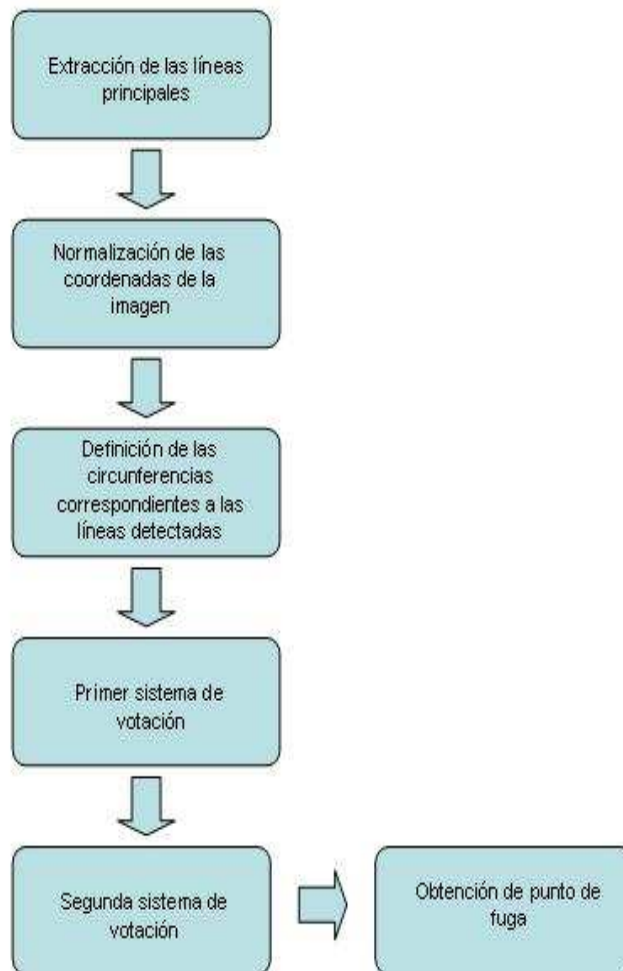 Extracción de las líneas
principales
Normalización de las
coordenadas de la
imagen
Definición de las
circunferencias
correspondientes a las
líneas detectadas
Primer sistema de
votación
Segunda sistema de
votación
Obtención de punto de
fuga